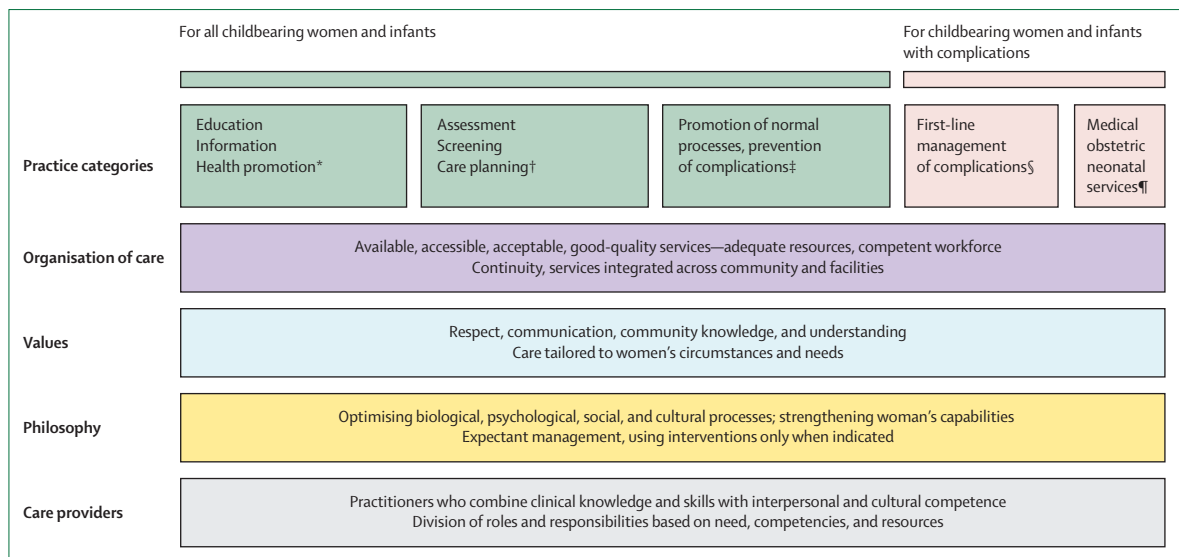 For all childbearing women and infants
For childbearing women and infants
with complications
Practice categories
Education
Information
Health promotion*
Assessment
Screening
Care planning†
Promotion of normal
processes, prevention
of complications‡
First-line
management
of complications§
Medical
obstetric
neonatal
services¶
Organisation of care
Available, accessible, acceptable, good-quality services—adequate resources, competent workforce
Continuity, services integrated across community and facilities
Values
Respect, communication, community knowledge, and understanding
Care tailored to women's circumstances and needs
Philosophy
Optimising biological, psychological, social, and cultural processes; strengthening woman's capabilities
Expectant management, using interventions only when indicated
Care providers
Practitioners who combine clinical knowledge and skills with interpersonal and cultural competence
Division of roles and responsibilities based on need, competencies, and resources